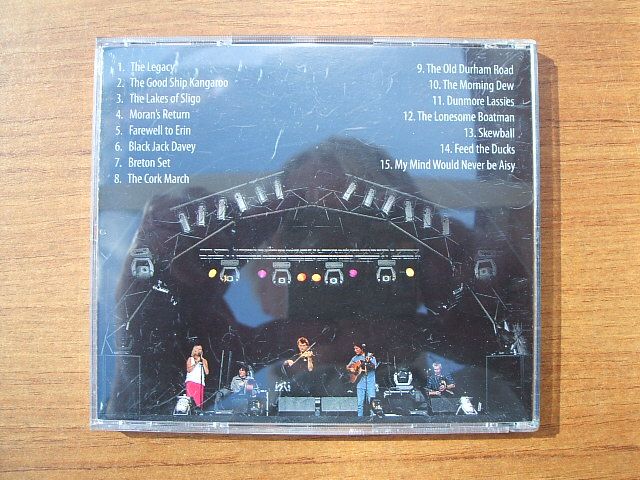 1. The Legacy
2. The Good Ship Kangaroo
3. The Lakes of Sligo
4. Moran's Return
5. Farewell to Erin
6. Black Jack Davey
7. Breton Set
8. The Cork March
9. The Old Durham Road
10. The Morning Dew
11. Dunmore Lassies
12. The Lonesome Boatman
13. Skewball
14. Feed the Ducks
15. My Mind Would Never be Aisy